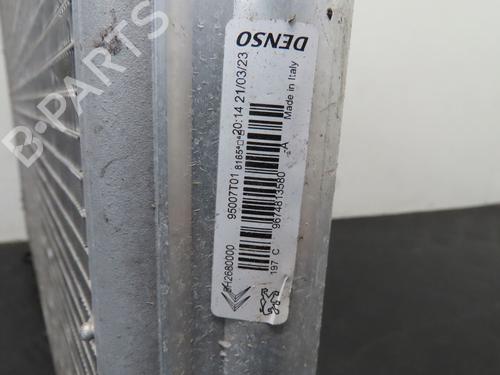 DENSO
Made in Italy
20:14 21/03/23
95007T01
-A
9674813580
197 C
B-PARTS